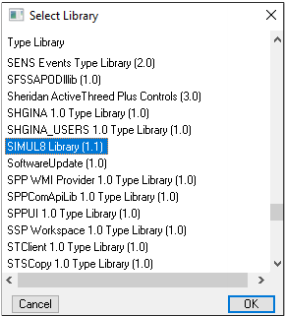 Select Library
Type Library
SENS Events Type Library (2.0)
SFSSAPODIllib (1.0)
Sheridan ActiveThreed Plus Controls (3.0)
SHGINA 1.0 Type Library (1.0)
SHGINA_USERS 1.0 Type Library (1.0)
SIMUL8 Library (1.1)
SoftwareUpdate (1.0)
SPP WMI Provider 1.0 Type Library (1.0)
SPPComApiLib 1.0 Type Library (1.0)
SPPUI 1.0 Type Library (1.0)
SSP Workspace 1.0 Type Library (1.0)
STClient 1.0 Type Library (1.0)
STSCopy 1.0 Type Library (1.0)
Cancel OK